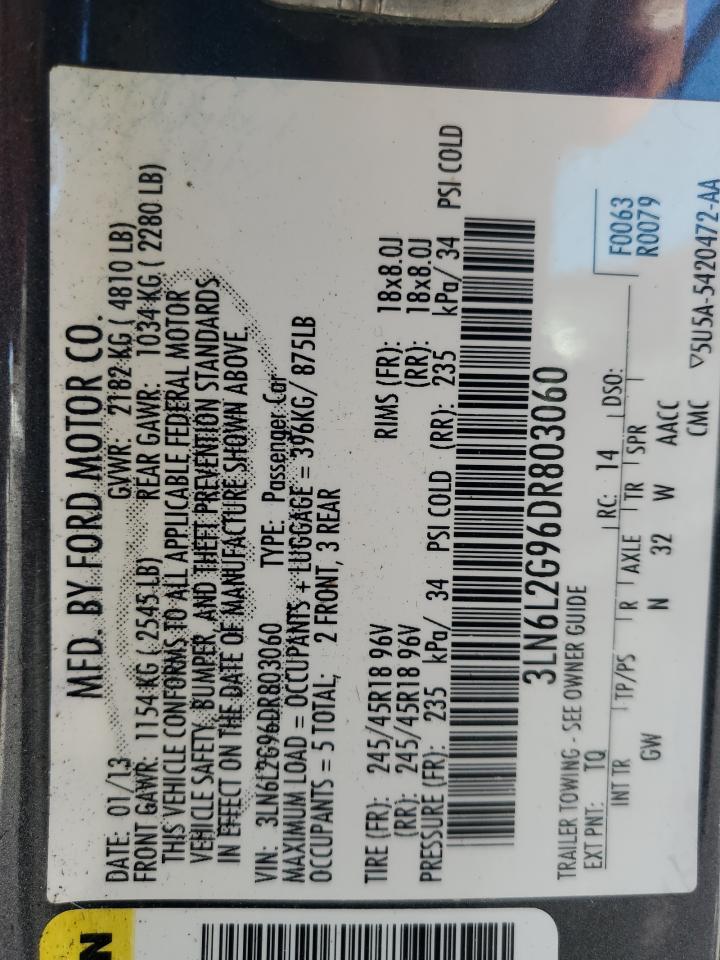 MFD. BY FORD MOTOR CO.
DATE: 01/13 GVWR: 2182 KG ( 4810 LB)
FRONT GAWR: 1154 KG ( 2545 LB) REAR GAWR: 1034 KG ( 2280 LB)
THIS VEHICLE CONFORMS TO ALL APPLICABLE FEDERAL MOTOR
VEHICLE SAFETY, BUMPER, AND THEFT PREVENTION STANDARDS
IN EFFECT ON THE DATE OF MANUFACTURE SHOWN ABOVE.
VIN: 3LN6L2G96DR803060 TYPE: Passenger Car
MAXIMUM LOAD = OCCUPANTS + LUGGAGE = 396KG/ 875LB
OCCUPANTS = 5 TOTAL; 2 FRONT, 3 REAR
TIRE (FR): 245/45R18 96V RIMS (FR): 18x8.0J
(RR): 245/45R18 96V (RR): 18x8.0J
PRESSURE (FR): 235 kPa/ 34 PSI COLD (RR): 235 kPa/ 34 PSI COLD
3LN6L2G96DR803060
TRAILER TOWING - SEE OWNER GUIDE
EXT PNT: TQ RC: 14 DSO: F0063
R0079
INT TR TP/PS R AXLE TR SPR
GW N 32 W AACC
CMC ▽5U5A-5420472-AA
N